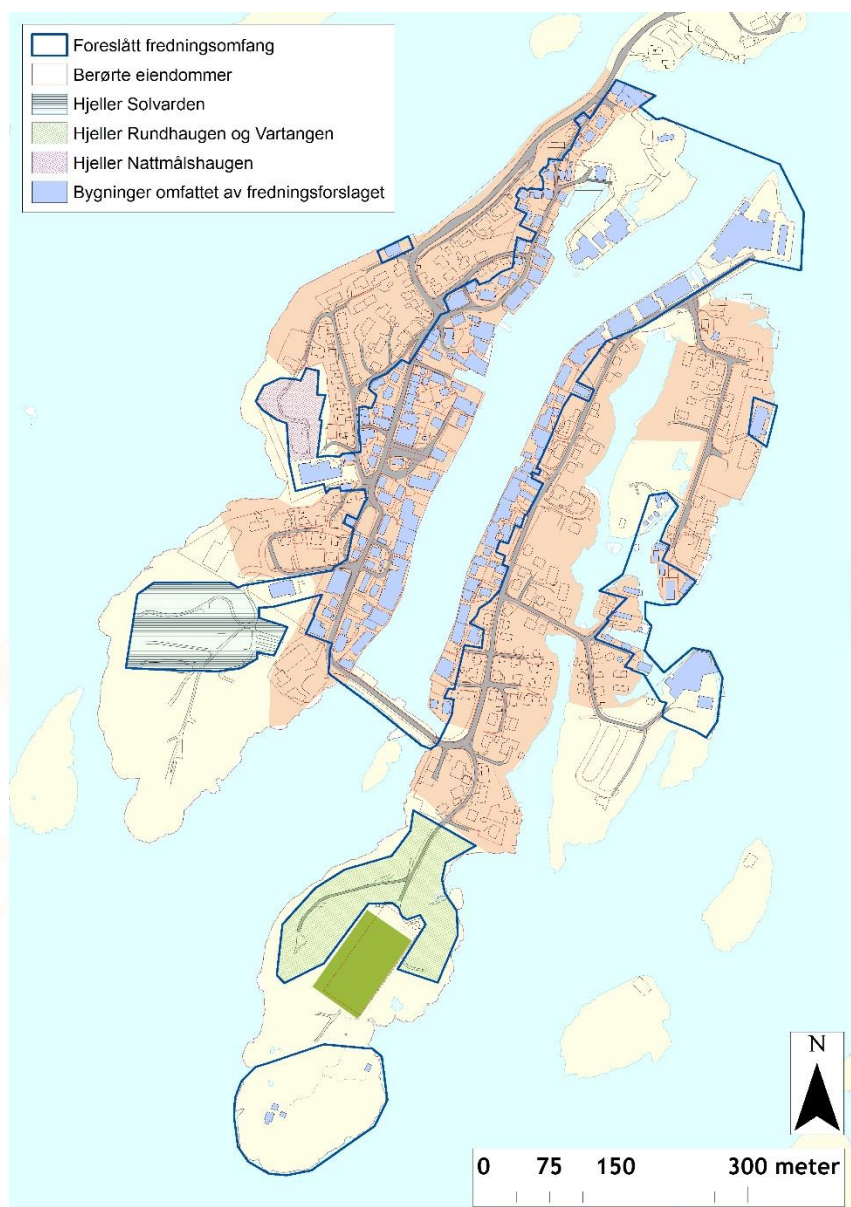 Foreslått fredningsomfang
Berørte eiendommer
Hjeller Solvarden
Hjeller Rundhaugen og Vartangen
Hjeller Nattmålshaugen
Bygninger omfattet av fredningsforslaget
N
0 75 150 300 meter